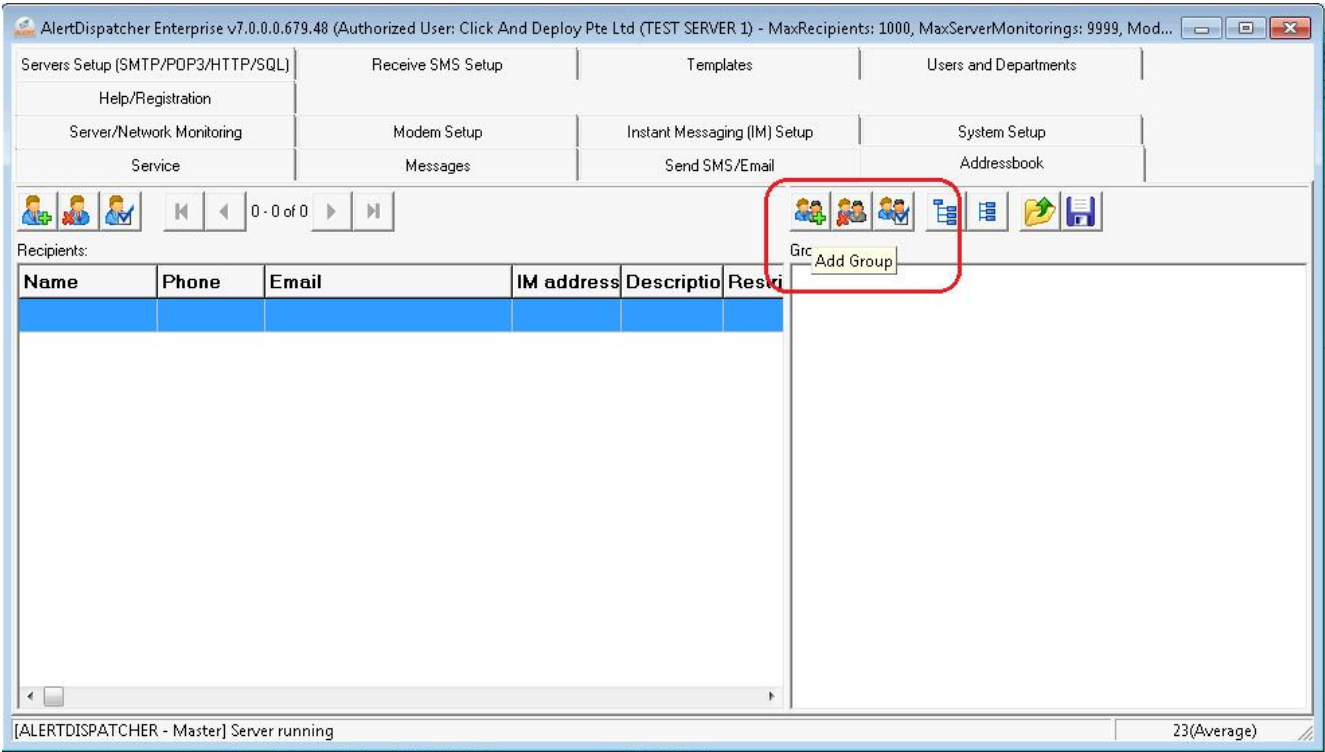 AlertDispatcher Enterprise v7.0.0.0.679.48 (Authorized User: Click And Deploy Pte Ltd (TEST SERVER 1) - MaxRecipients: 1000, MaxServerMonitorings: 9999, Mod...
Servers Setup (SMTP/POP3/HTTP/SQL) Receive SMS Setup Templates Users and Departments
Help/Registration
Server/Network Monitoring Modem Setup Instant Messaging (IM) Setup System Setup
Service Messages Send SMS/Email Addressbook
0 - 0 of 0
Recipients: Grc
Add Group
Name Phone Email IM address Descriptio Restri
[ALERTDISPATCHER - Master] Server running 23(Average)